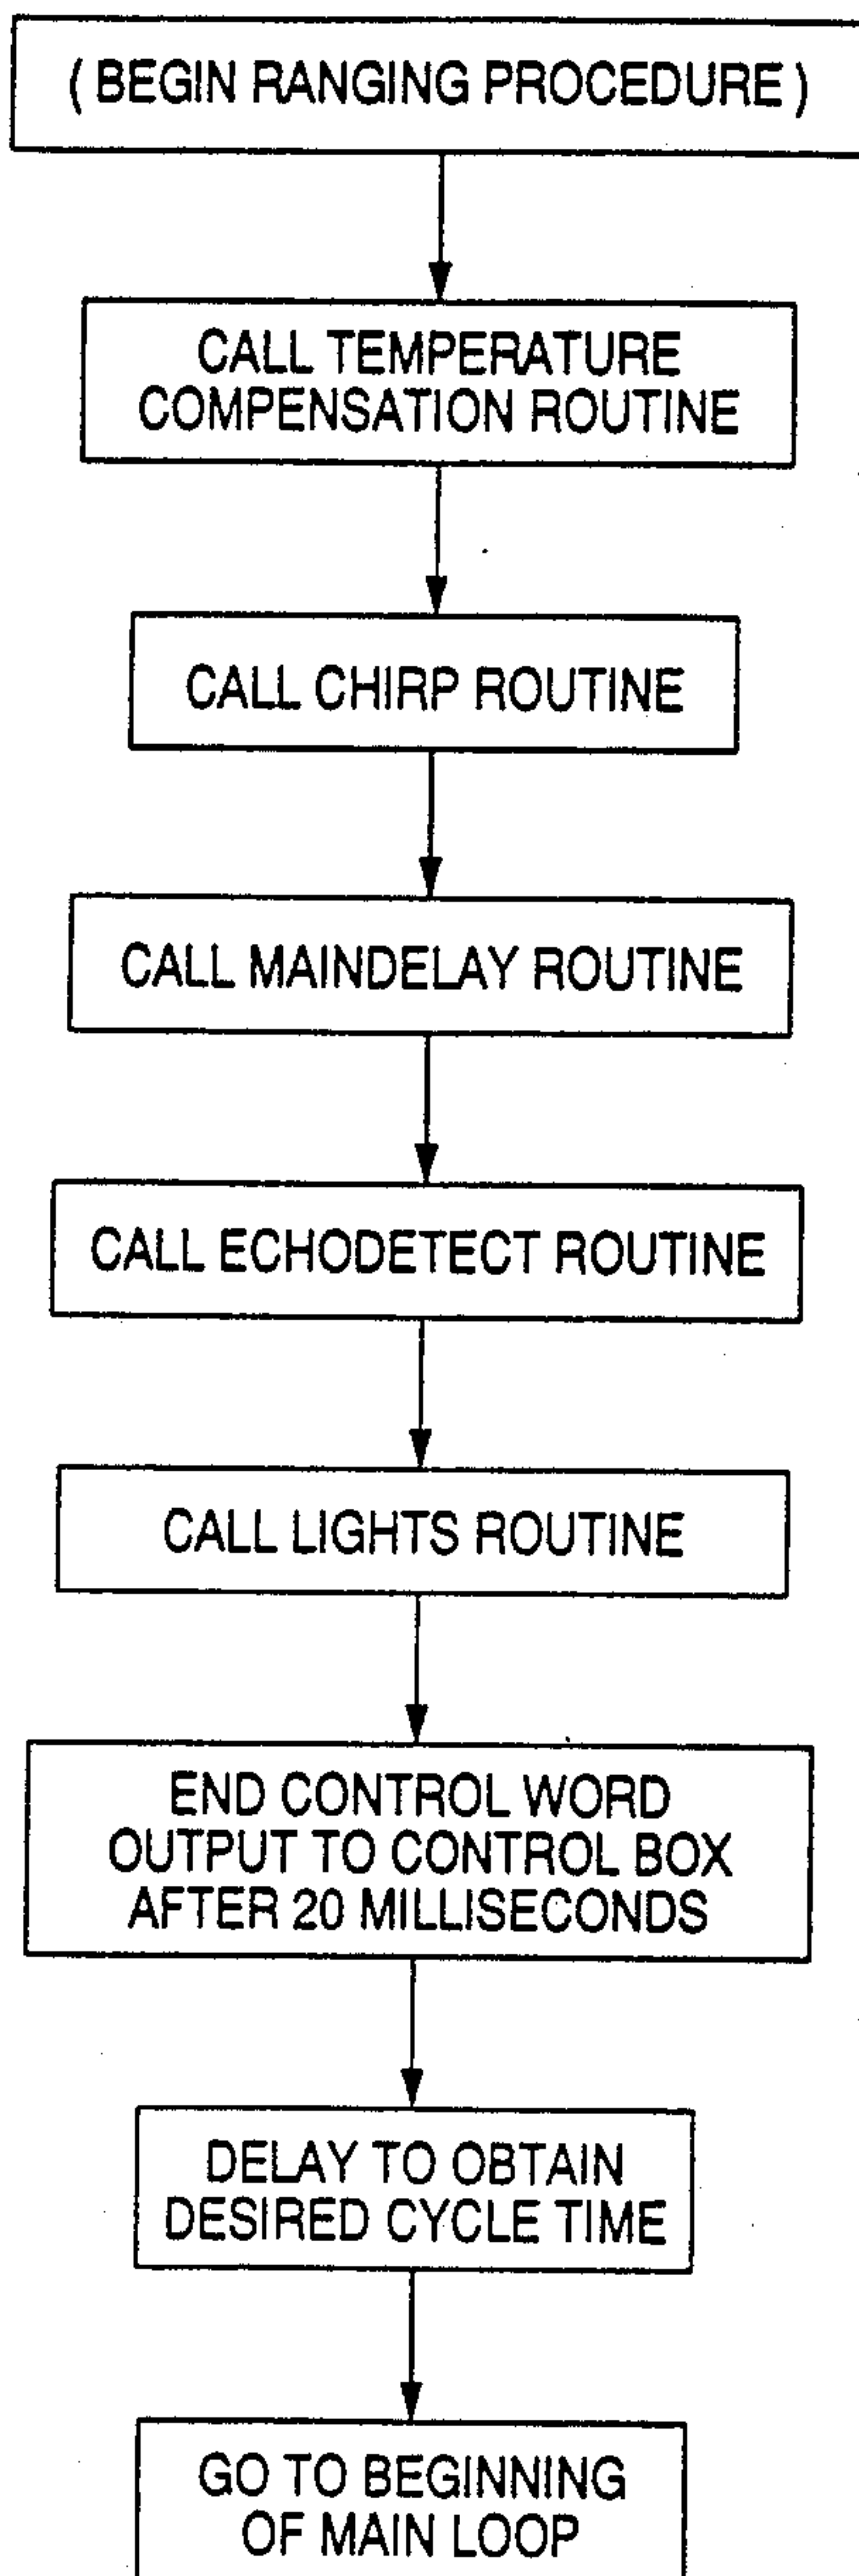 ( BEGIN RANGING PROCEDURE )
CALL TEMPERATURE
COMPENSATION ROUTINE
CALL CHIRP ROUTINE
CALL MAINDELAY ROUTINE
CALL ECHODETECT ROUTINE
CALL LIGHTS ROUTINE
END CONTROL WORD
OUTPUT TO CONTROL BOX
AFTER 20 MILLISECONDS
DELAY TO OBTAIN
DESIRED CYCLE TIME
GO TO BEGINNING
OF MAIN LOOP